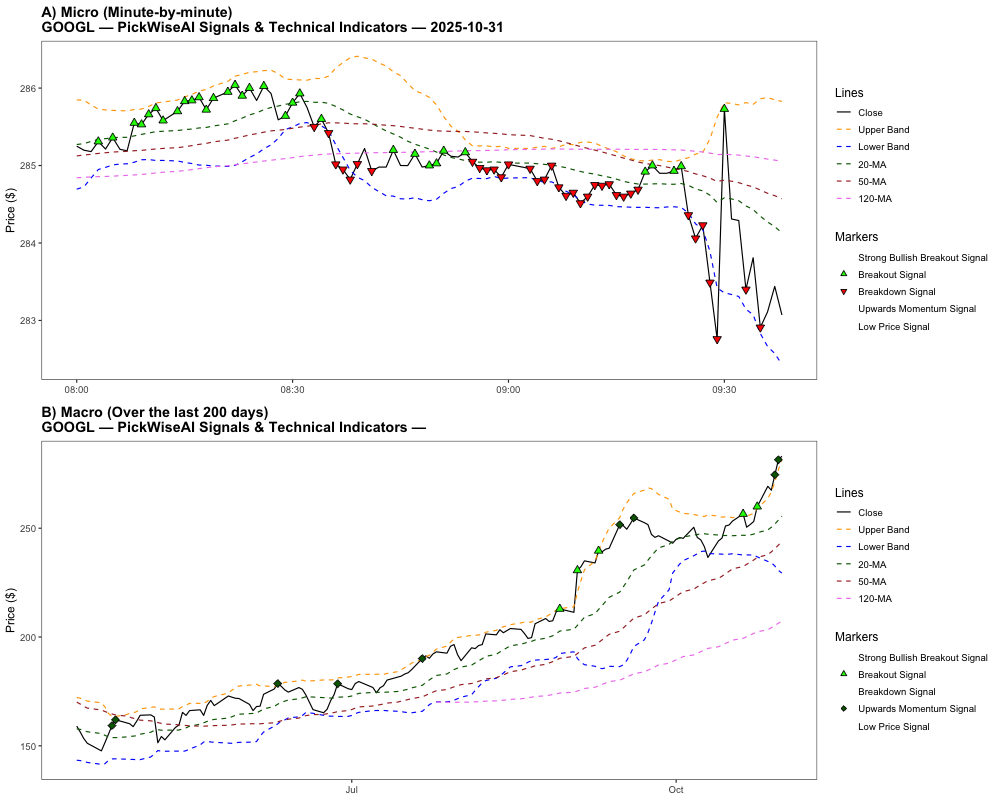 A) Micro (Minute-by-minute)
GOOGL — PickWiseAI Signals & Technical Indicators — 2025-10-31
Price ($)
286
285
284
283
08:00
08:30
09:00
09:30
Lines
Close
Upper Band
Lower Band
20-MA
50-MA
120-MA
Markers
Strong Bullish Breakout Signal
Breakout Signal
Breakdown Signal
Upwards Momentum Signal
Low Price Signal
B) Macro (Over the last 200 days)
GOOGL — PickWiseAI Signals & Technical Indicators —
Price ($)
250
200
150
Jul
Oct
Lines
Close
Upper Band
Lower Band
20-MA
50-MA
120-MA
Markers
Strong Bullish Breakout Signal
Breakout Signal
Breakdown Signal
Upwards Momentum Signal
Low Price Signal